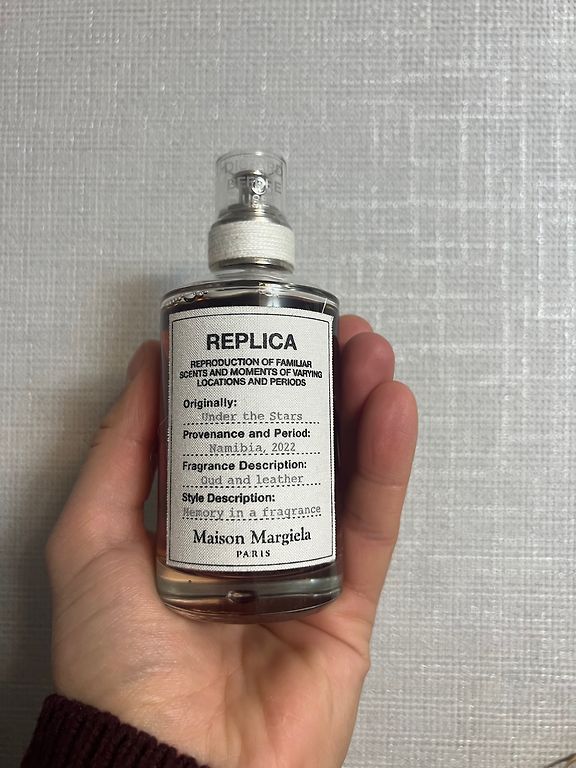 REPLICA
REPRODUCTION OF FAMILIAR
SCENTS AND MOMENTS OF VARYING
LOCATIONS AND PERIODS
Originally:
Under the Stars
Provenance and Period:
Namibia, 2022
Fragrance Description:
Oud and leather
Style Description:
Memory in a fragrance
Maison Margiela
PARIS